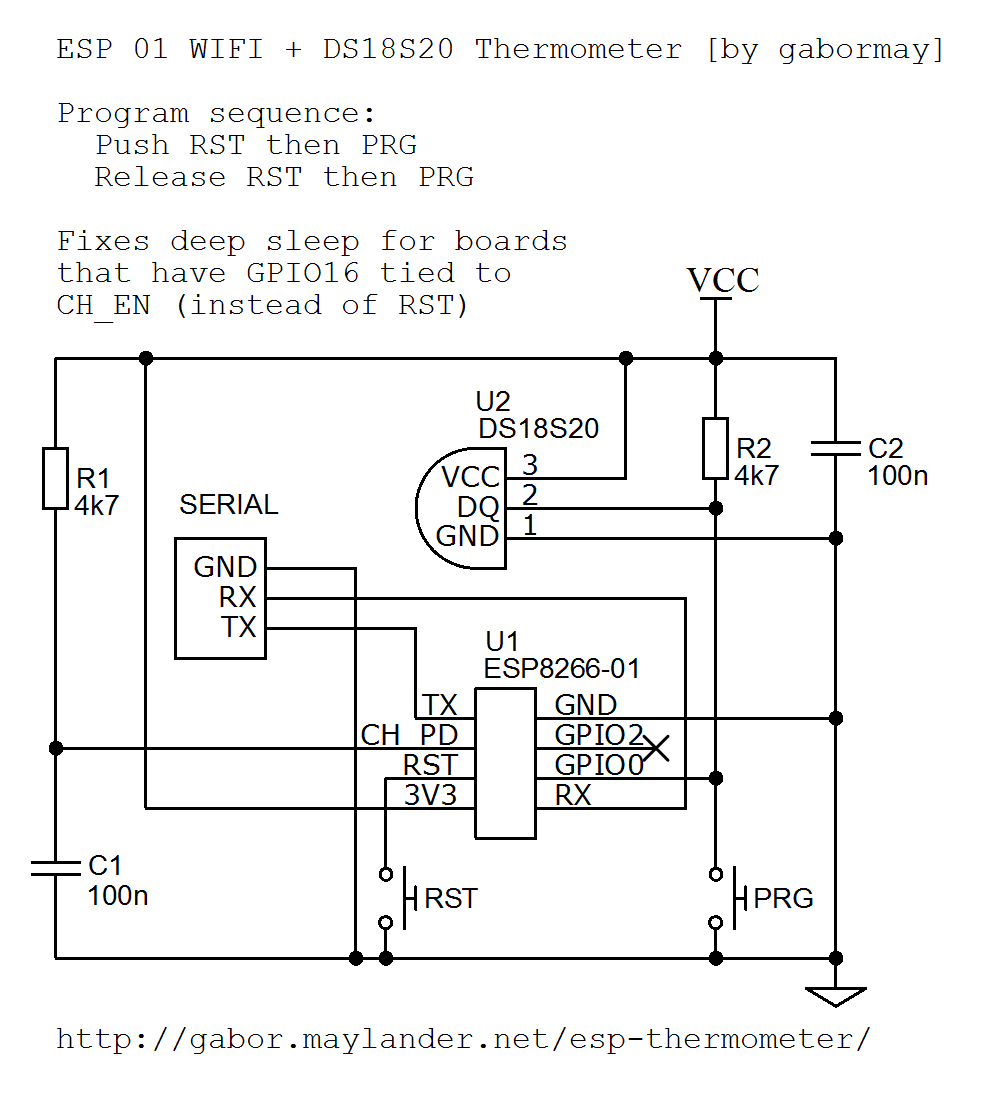 ESP 01 WIFI + DS18S20 Thermometer [by gabormay]
Program sequence:
Push RST then PRG
Release RST then PRG
Fixes deep sleep for boards
that have GPIO16 tied to
CH_EN (instead of RST)
VCC
U2
DS18S20
VCC
3
DQ
2
GND
1
R2
4k7
C2
100n
R1
4k7
SERIAL
GND
RX
TX
U1
ESP8266-01
TX
GND
CH_PD
GPIO2
RST
GPIO0
3V3
RX
C1
100n
RST
PRG
http://gabor.maylander.net/esp-thermometer/